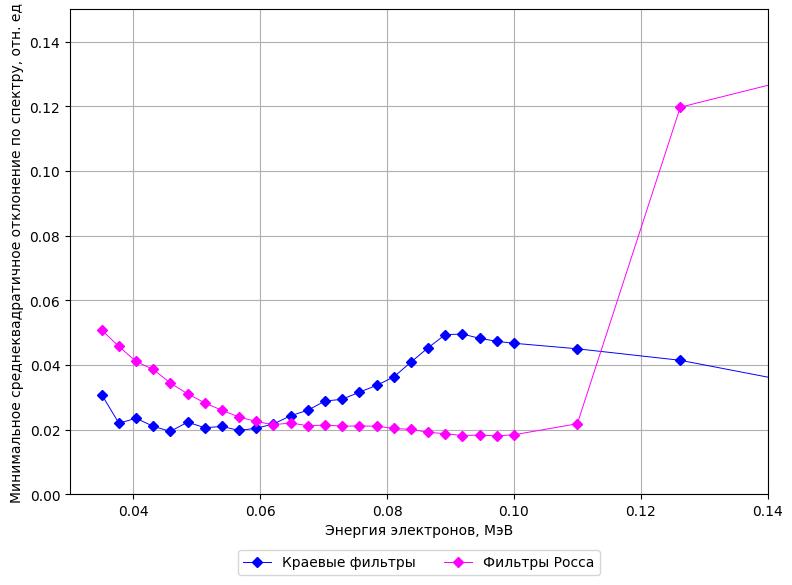 Минимальное среднеквадратичное отклонение по спектру, отн. ед
0.14
0.12
0.10
0.08
0.06
0.04
0.02
0.00
0.04 0.06 0.08 0.10 0.12 0.14
Энергия электронов, МэВ
Краевые фильтры Фильтры Росса